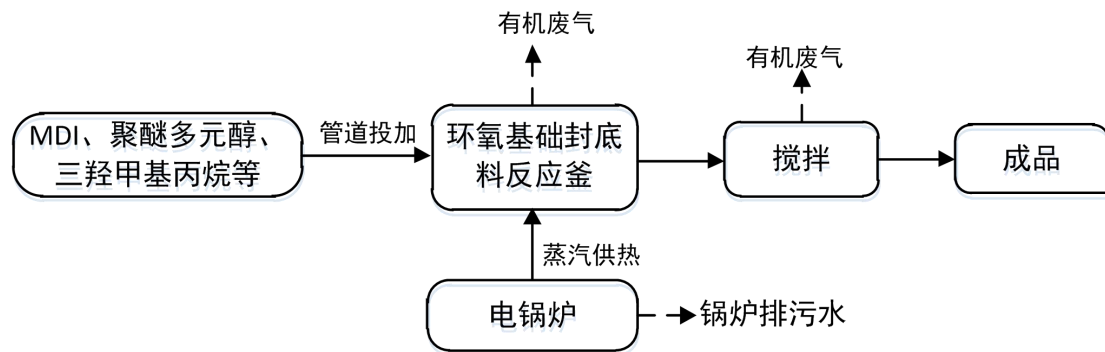 有机废气
有机废气
MDI、聚醚多元醇、
三羟甲基丙烷等
管道投加
环氧基础封底
料反应釜
搅拌
成品
蒸汽供热
电锅炉
锅炉排污水